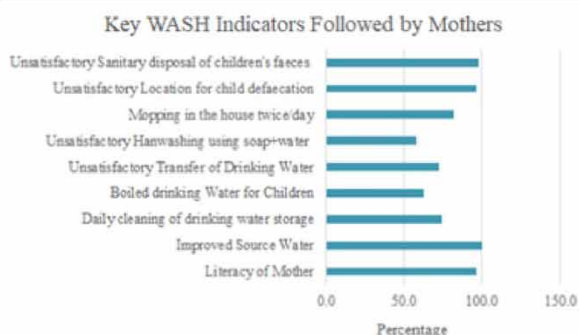 Key WASH Indicators Followed by Mothers
Unsatisfactory Sanitary disposal of children's faeces
Unsatisfactory Location for child defaecation
Mopping in the house twice/day
Unsatisfactory Hanwashing using soap+water
Unsatisfactory Transfer of Drinking Water
Boiled drinking Water for Children
Daily cleaning of drinking water storage
Improved Source Water
Literacy of Mother
0.0 50.0 100.0 150.0
Percentage